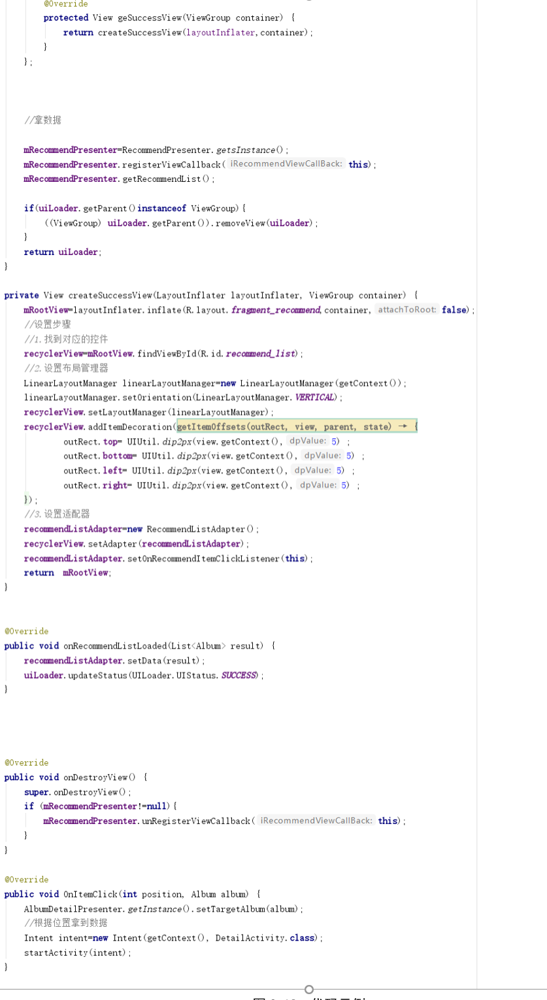 @Override
protected View geSuccessView(ViewGroup container) {
return createSuccessView(layoutInflater,container);
}
};
//拿数据
mRecommendPresenter=RecommendPresenter.getsInstance();
mRecommendPresenter.registerViewCallback( iRecommendViewCallBack: this);
mRecommendPresenter.getRecommendList();
if(uiLoader.getParent()instanceof ViewGroup){
((ViewGroup) uiLoader.getParent()).removeView(uiLoader);
}
return uiLoader;
}
private View createSuccessView(LayoutInflater layoutInflater, ViewGroup container) {
mRootView=layoutInflater.inflate(R.layout.fragment_recommend,container, attachToRoot: false);
//设置步骤
//1.找到对应的控件
recyclerView=mRootView.findViewById(R.id.recommend_list);
//2.设置布局管理器
LinearLayoutManager linearLayoutManager=new LinearLayoutManager(getContext());
linearLayoutManager.setOrientation(LinearLayoutManager.VERTICAL);
recyclerView.setLayoutManager(linearLayoutManager);
recyclerView.addItemDecoration(getItemOffsets(outRect, view, parent, state) → {
outRect.top= UIUtil.dip2px(view.getContext(), dpValue: 5) ;
outRect.bottom= UIUtil.dip2px(view.getContext(), dpValue: 5) ;
outRect.left= UIUtil.dip2px(view.getContext(), dpValue: 5) ;
outRect.right= UIUtil.dip2px(view.getContext(), dpValue: 5) ;
});
//3.设置适配器
recommendListAdapter=new RecommendListAdapter();
recyclerView.setAdapter(recommendListAdapter);
recommendListAdapter.setOnRecommendItemClickListener(this);
return mRootView;
}
@Override
public void onRecommendListLoaded(List<Album> result) {
recommendListAdapter.setData(result);
uiLoader.updateStatus(UILoader.UIStatus.SUCCESS);
}
@Override
public void onDestroyView() {
super.onDestroyView();
if (mRecommendPresenter!=null){
mRecommendPresenter.unRegisterViewCallback( iRecommendViewCallBack: this);
}
}
@Override
public void OnItemClick(int position, Album album) {
AlbumDetailPresenter.getInstance().setTargetAlbum(album);
//根据位置拿到数据
Intent intent=new Intent(getContext(), DetailActivity.class);
startActivity(intent);
}